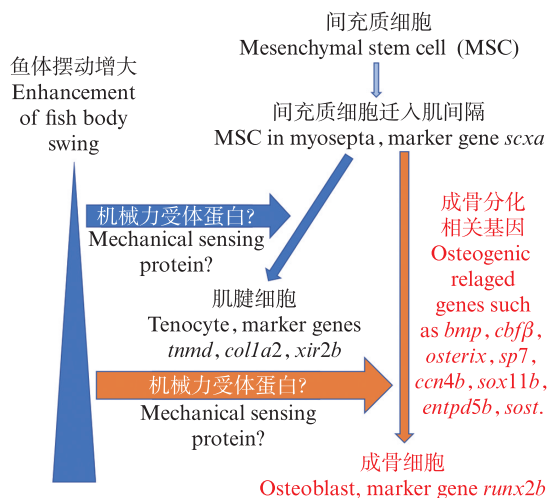 间充质细胞
Mesenchymal stem cell (MSC)
鱼体摆动增大
Enhancement
of fish body
swing
间充质细胞迁入肌间隔
MSC in myosepta, marker gene scxa
机械力受体蛋白?
Mechanical sensing
protein?
成骨分化
相关基因
Osteogenic
relaged
genes such
as bmp, cbfβ,
osterix, sp7,
ccn4b, sox11b,
entpd5b, sost.
肌腱细胞
Tenocyte, marker genes
tnmd, col1a2, xir2b
机械力受体蛋白?
Mechanical sensing
protein?
成骨细胞
Osteoblast, marker gene runx2b